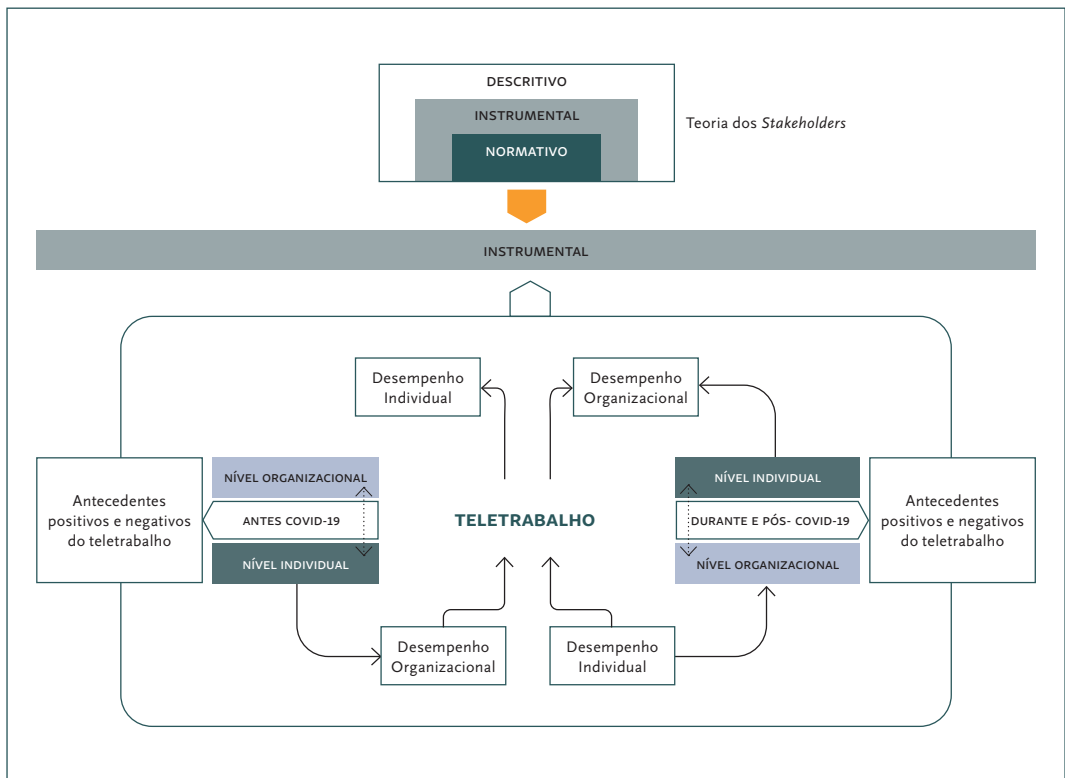 DESCRITIVO
INSTRUMENTAL
NORMATIVO
Teoria dos Stakeholders
INSTRUMENTAL
Desempenho
Individual
Desempenho
Organizacional
Antecedentes
positivos e negativos
do teletrabalho
NÍVEL ORGANIZACIONAL
ANTES COVID-19
NÍVEL INDIVIDUAL
TELETRABALHO
NÍVEL INDIVIDUAL
DURANTE E PÓS- COVID-19
NÍVEL ORGANIZACIONAL
Antecedentes
positivos e negativos
do teletrabalho
Desempenho
Organizacional
Desempenho
Individual